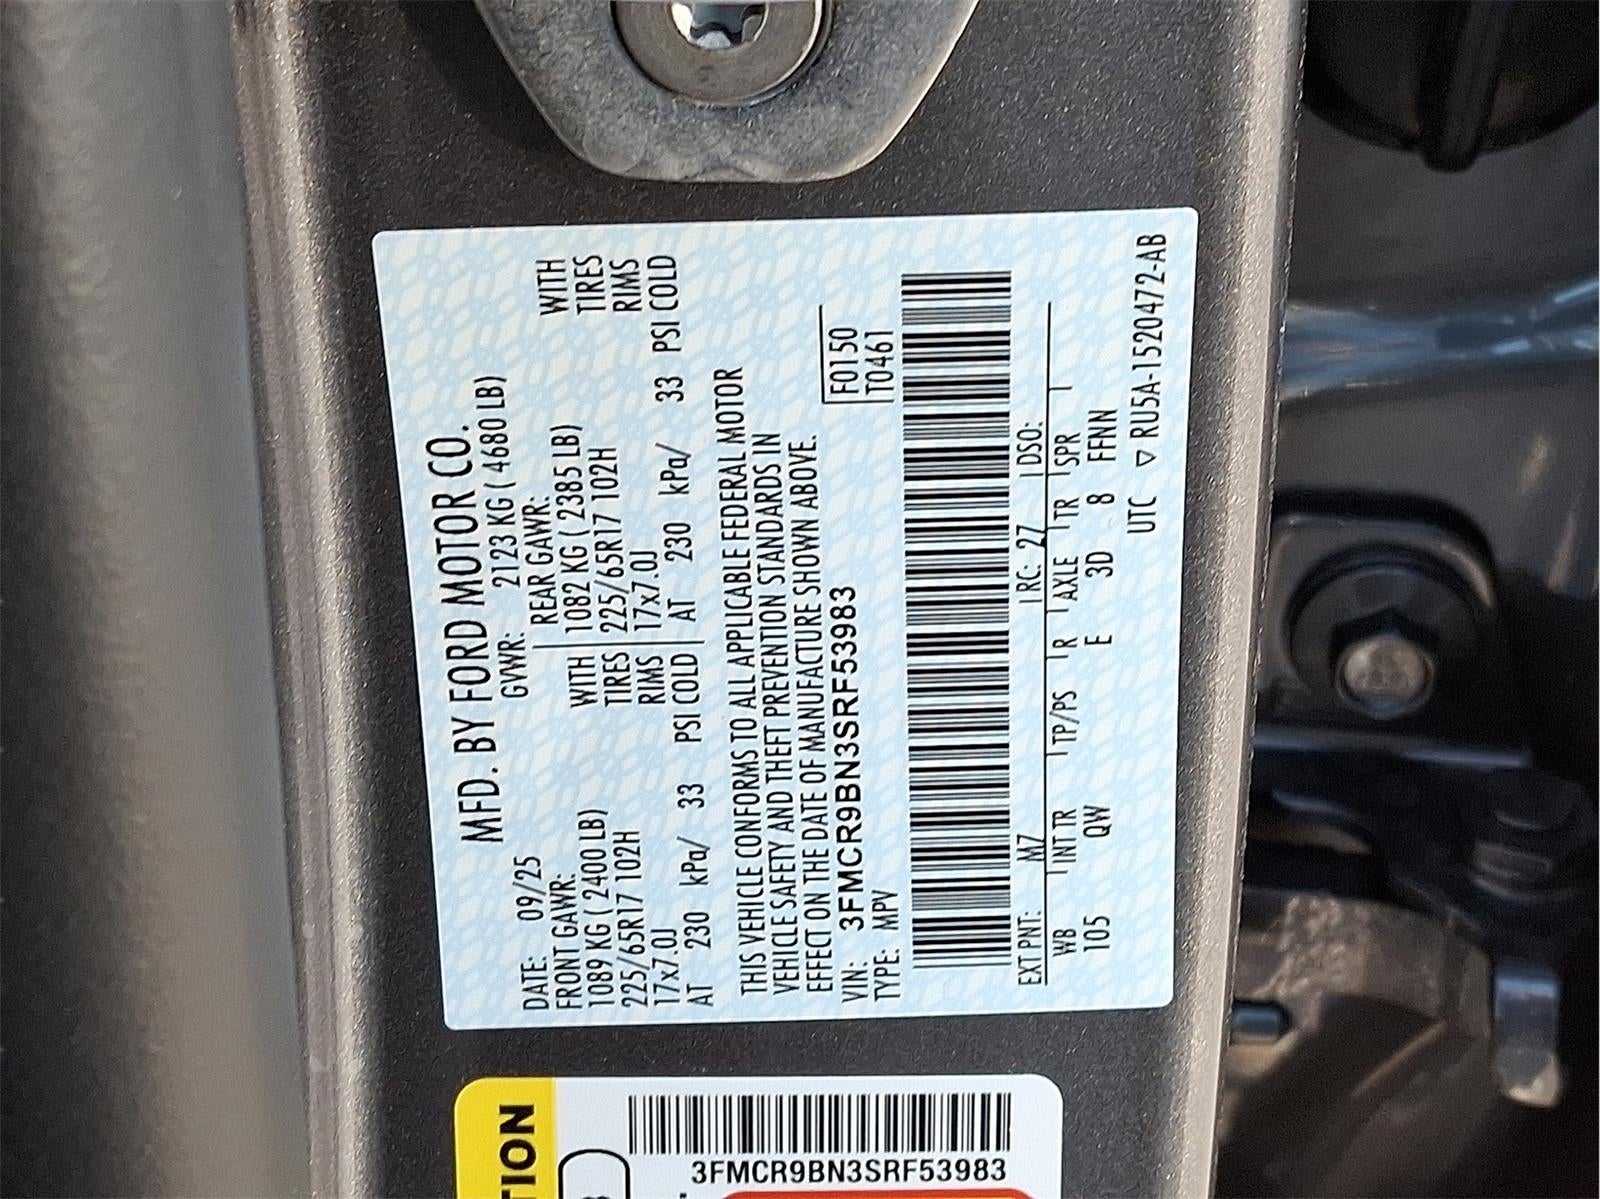 MFD. BY FORD MOTOR CO.
DATE: 09/25 GVWR: 2123 KG ( 4680 LB)
FRONT GAWR: REAR GAWR:
1089 KG ( 2400 LB) WITH 1082 KG ( 2385 LB) WITH
225/65R17 102H TIRES 225/65R17 102H TIRES
17x7.0J RIMS 17x7.0J RIMS
AT 230 kPa/ 33 PSI COLD AT 230 kPa/ 33 PSI COLD
THIS VEHICLE CONFORMS TO ALL APPLICABLE FEDERAL MOTOR
VEHICLE SAFETY AND THEFT PREVENTION STANDARDS IN
EFFECT ON THE DATE OF MANUFACTURE SHOWN ABOVE.
VIN: 3FMCR9BN3SRF53983 F0150
TYPE: MPV T0461
EXT PNT: M7 RC: 27 DSO:
WB INT TR TP/PS R AXLE TR SPR
105 QW E 3D 8 FFNN
UTC ▽ RU5A-1520472-AB
TION
3FMCR9BN3SRF53983